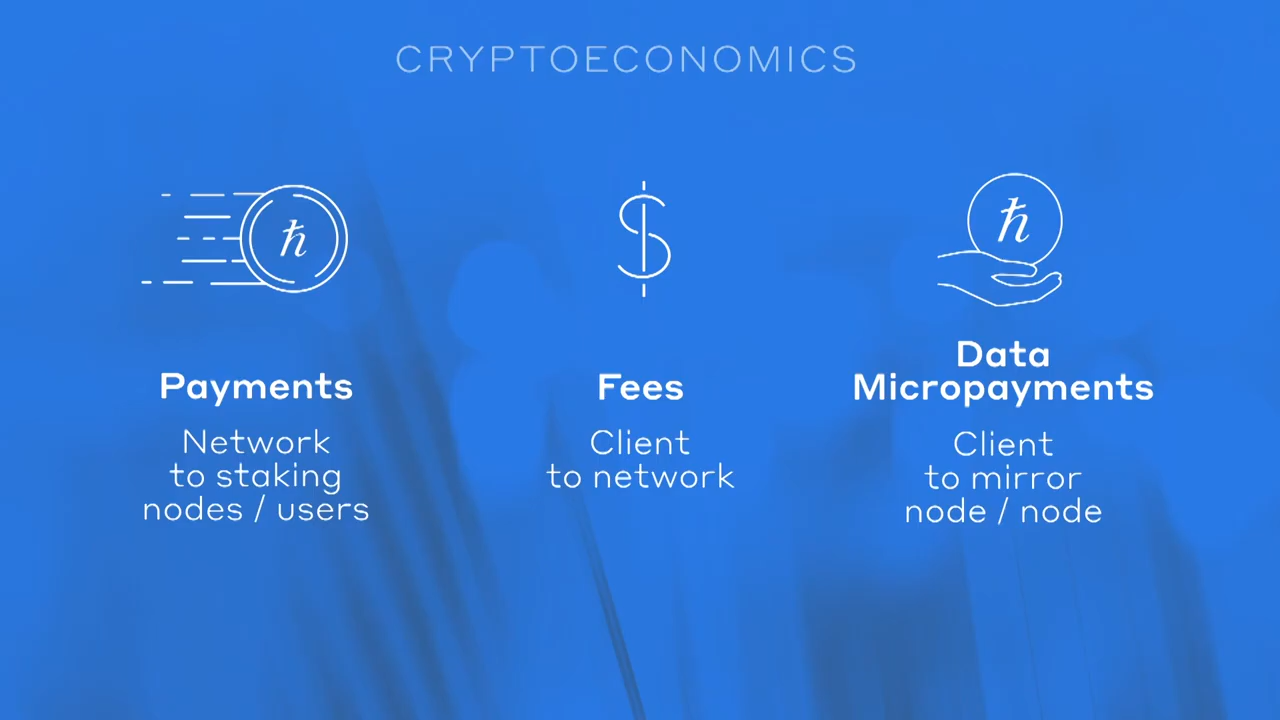 CRYPTOECONOMICS
ħ
ħ
$
Payments
Network
to staking
nodes / users
Fees
Client
to network
Data
Micropayments
Client
to mirror
node / node